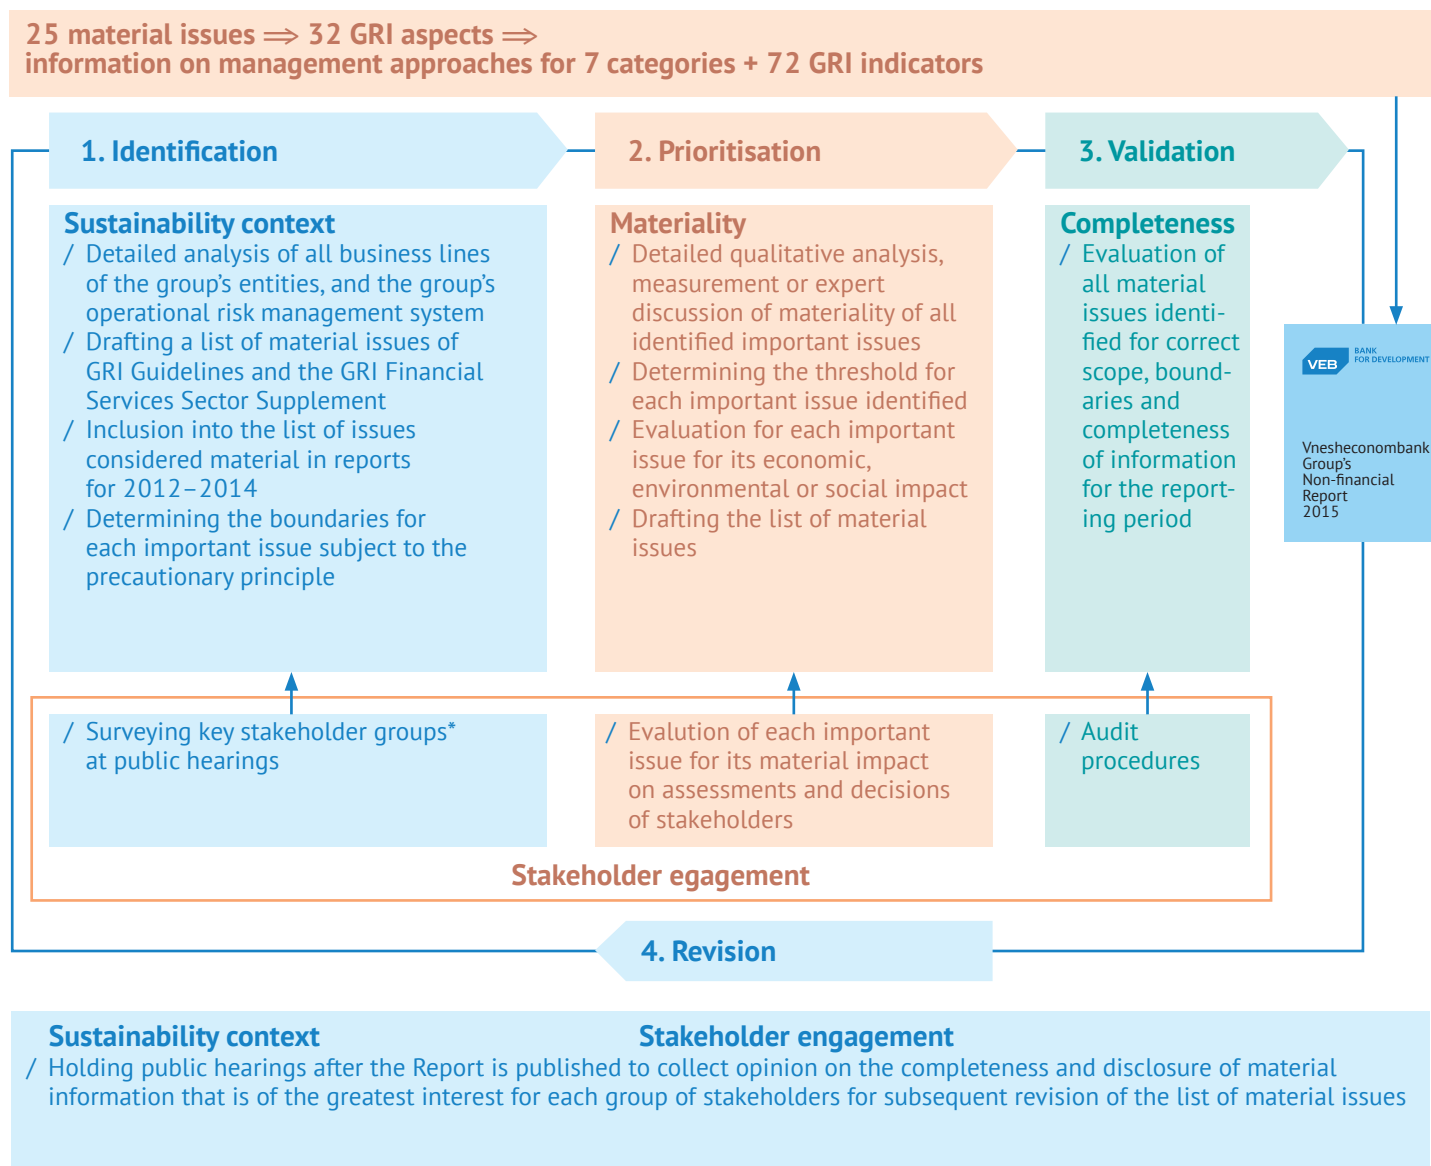 25 material issues ⇒ 32 GRI aspects ⇒
information on management approaches for 7 categories + 72 GRI indicators
1. Identification
2. Prioritisation
3. Validation
Sustainability context
/ Detailed analysis of all business lines
of the group's entities, and the group's
operational risk management system
/ Drafting a list of material issues of
GRI Guidelines and the GRI Financial
Services Sector Supplement
/ Inclusion into the list of issues
considered material in reports
for 2012–2014
/ Determining the boundaries for
each important issue subject to the
precautionary principle
Materiality
/ Detailed qualitative analysis,
measurement or expert
discussion of materiality of all
identified important issues
/ Determining the threshold for
each important issue identified
/ Evaluation for each important
issue for its economic,
environmental or social impact
/ Drafting the list of material
issues
Completeness
/ Evaluation of
all material
issues identi-
fied for correct
scope, bound-
aries and
completeness
of information
for the report-
ing period
VEB
BANK
FOR DEVELOPMENT
Vnesheconombank
Group's
Non-financial
Report
2015
/ Surveying key stakeholder groups*
at public hearings
/ Evalution of each important
issue for its material impact
on assessments and decisions
of stakeholders
/ Audit
procedures
Stakeholder egagement
4. Revision
Sustainability context
Stakeholder engagement
/ Holding public hearings after the Report is published to collect opinion on the completeness and disclosure of material
information that is of the greatest interest for each group of stakeholders for subsequent revision of the list of material issues